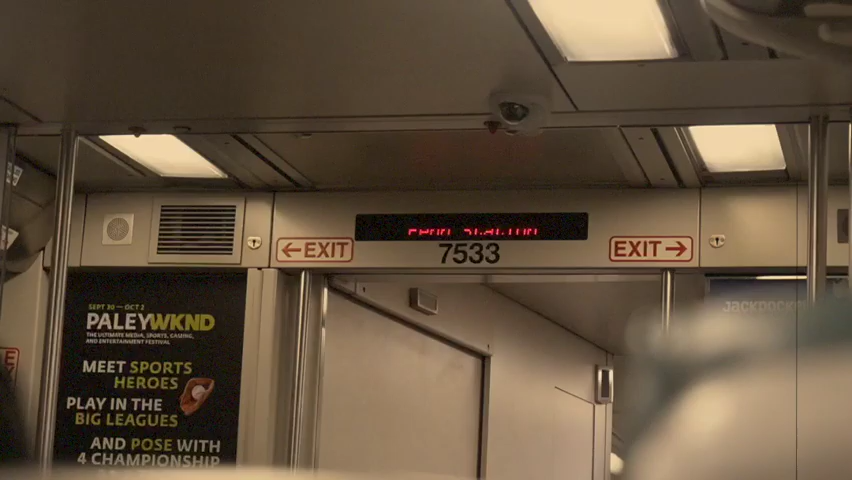 Penn Station
7533
←EXIT
EXIT→
SEPT 30 — OCT 2
PALEYWKND
THE ULTIMATE MEDIA, SPORTS, GAMING,
AND ENTERTAINMENT FESTIVAL
MEET SPORTS
HEROES
PLAY IN THE
BIG LEAGUES
AND POSE WITH
4 CHAMPIONSHIP